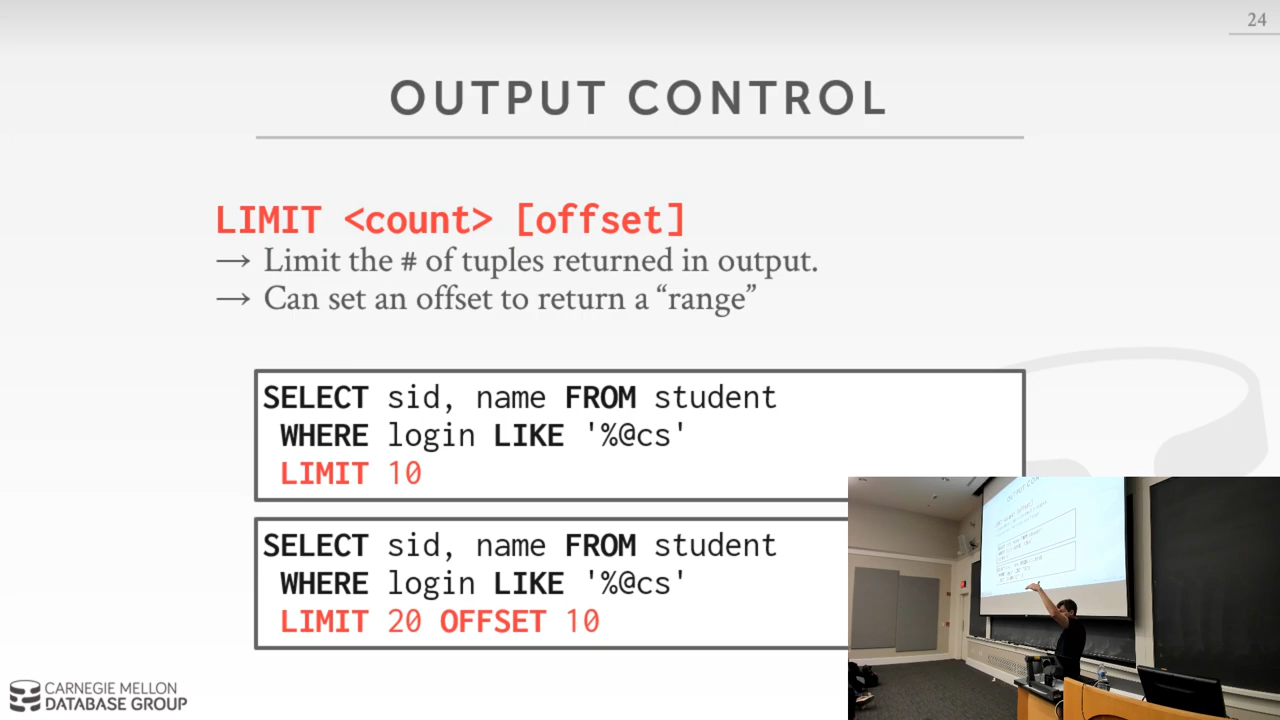 24
OUTPUT CONTROL
LIMIT <count> [offset]
→ Limit the # of tuples returned in output.
→ Can set an offset to return a “range”
SELECT sid, name FROM student
WHERE login LIKE '%@cs'
LIMIT 10
SELECT sid, name FROM student
WHERE login LIKE '%@cs'
LIMIT 20 OFFSET 10
CARNEGIE MELLON
DATABASE GROUP